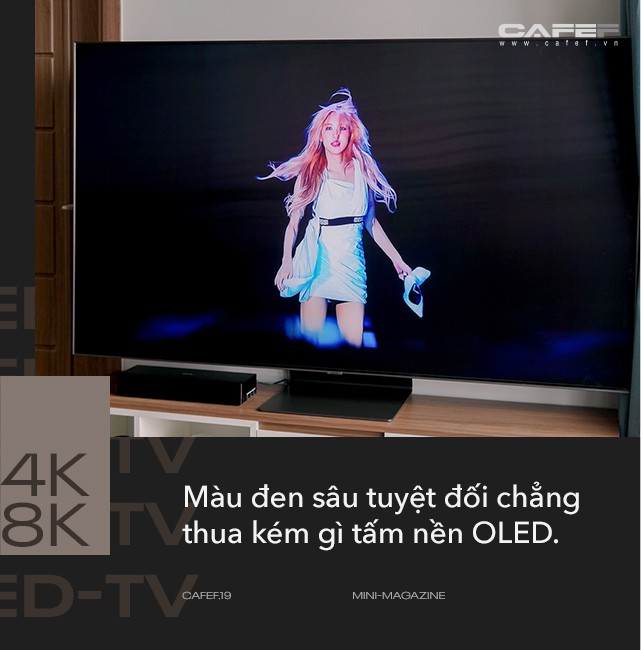 CAFEF
www.cafef.vn
4K
8K
TV
TV
ED-TV
Màu đen sâu tuyệt đối chẳng
thua kém gì tấm nền OLED.
CAFEF.19
MINI-MAGAZINE